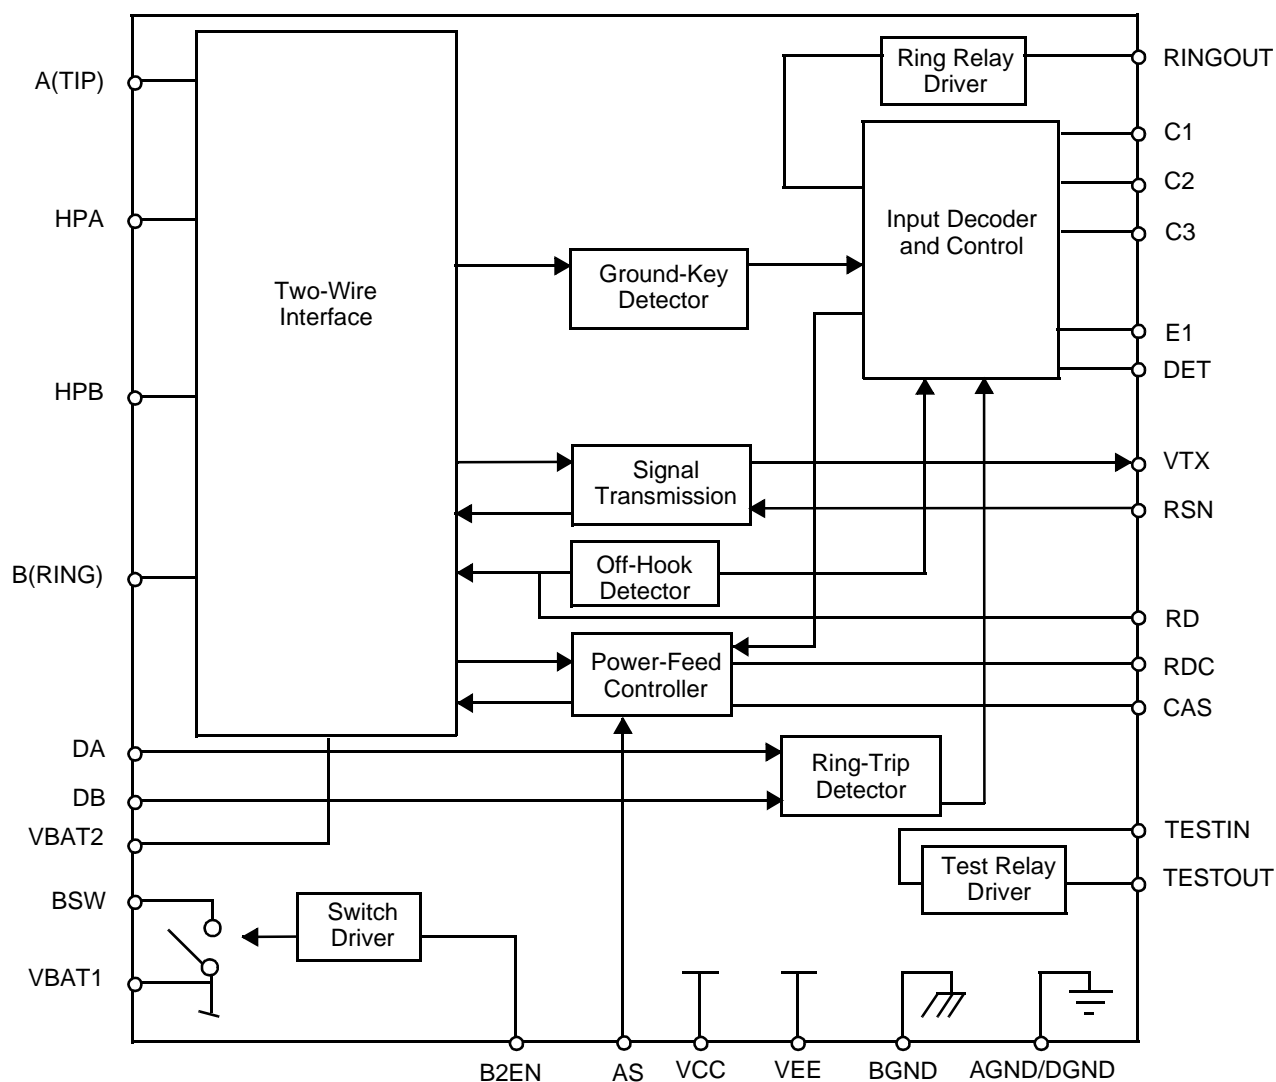 A(TIP)
HPA
HPB
B(RING)
DA
DB
VBAT2
BSW
VBAT1
Two-Wire
Interface
Ground-Key
Detector
Signal
Transmission
Off-Hook
Detector
Power-Feed
Controller
Ring-Trip
Detector
Switch
Driver
Ring Relay
Driver
Input Decoder
and Control
Test Relay
Driver
RINGOUT
C1
C2
C3
E1
DET
VTX
RSN
RD
RDC
CAS
TESTIN
TESTOUT
B2EN
AS
VCC
VEE
BGND
AGND/DGND